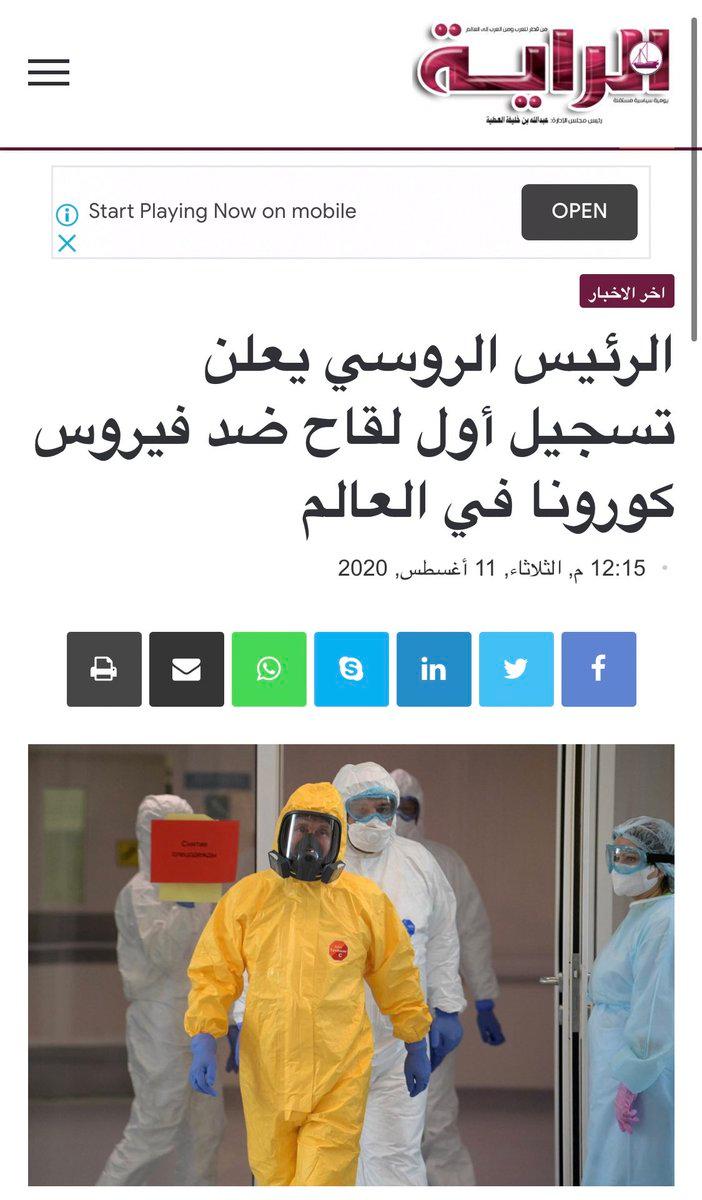 من قطر للعرب ومن العرب إلى العالم
الراية
يومية سياسية مستقلة
رئيس مجلس الإدارة: عبدالله بن خليفة العطية
Start Playing Now on mobile
OPEN
اخر الاخبار
الرئيس الروسي يعلن
تسجيل أول لقاح ضد فيروس
كورونا في العالم
12:15 م, الثلاثاء, 11 أغسطس, 2020
Снятие
спецодежды